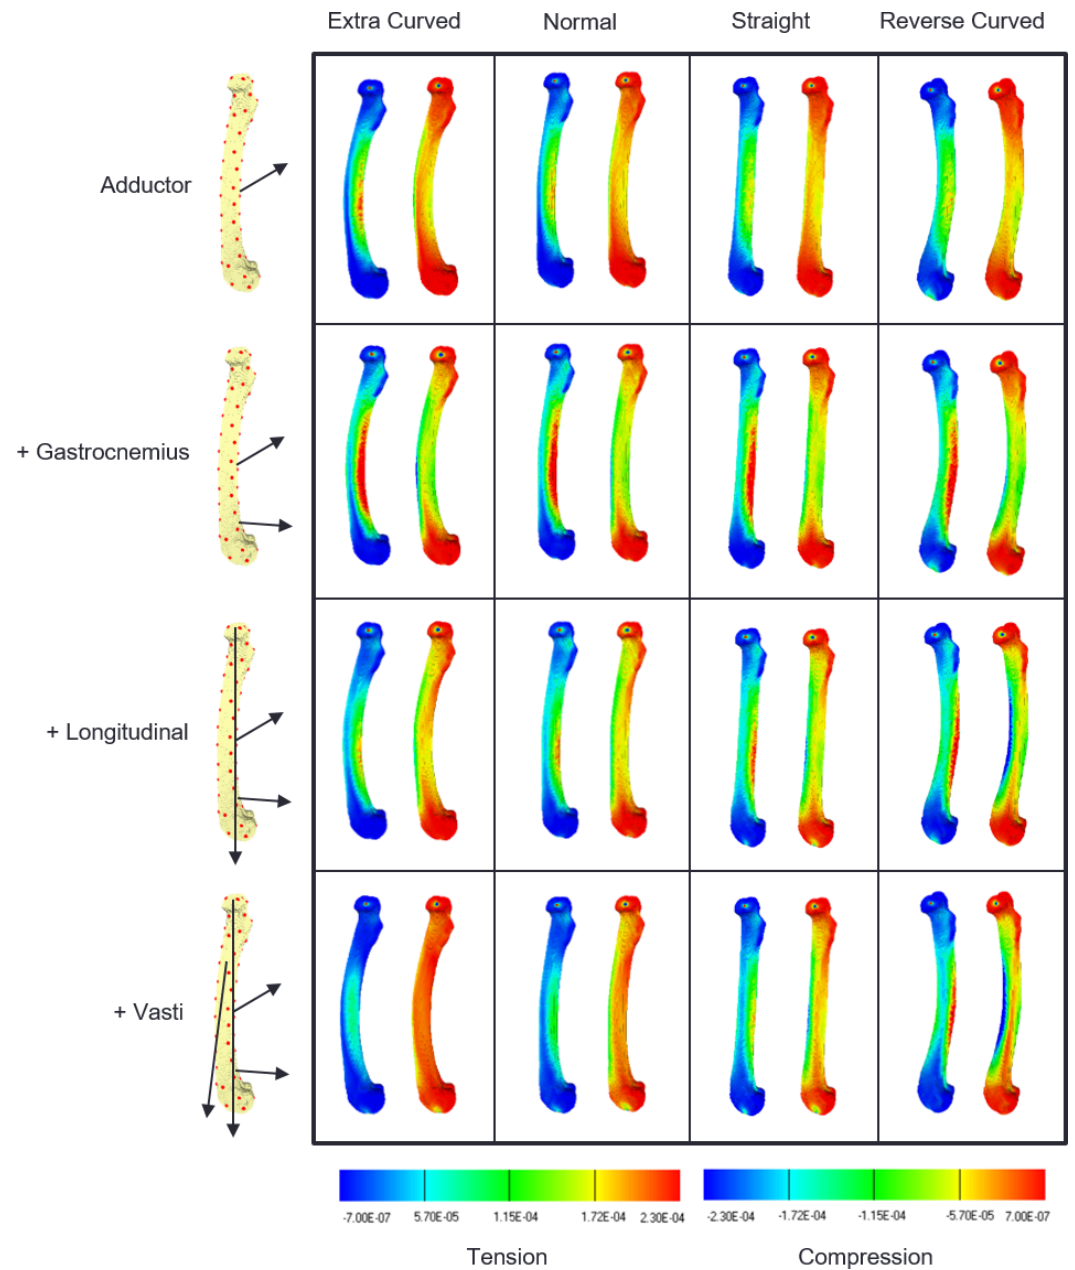 Extra Curved Normal Straight Reverse Curved
Adductor
+ Gastrocnemius
+ Longitudinal
+ Vasti
-7.00E-07 5.70E-05 1.15E-04 1.72E-04 2.30E-04 -2.30E-04 -1.72E-04 -1.15E-04 -5.70E-05 7.00E-07
Tension Compression